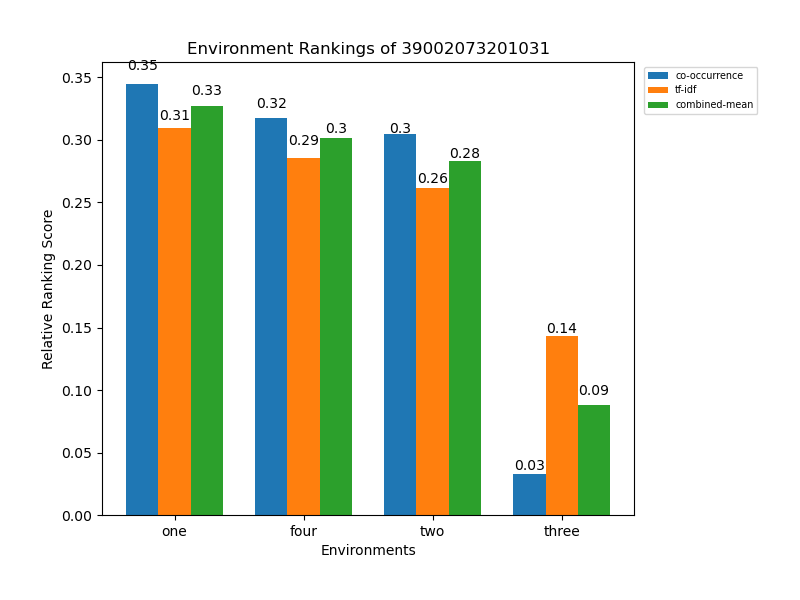 Environment Rankings of 39002073201031
co-occurrence
tf-idf
combined-mean
Relative Ranking Score
0.35
0.30
0.25
0.20
0.15
0.10
0.05
0.00
0.35
0.31
0.33
0.32
0.29
0.3
0.3
0.26
0.28
0.03
0.14
0.09
one four two three
Environments